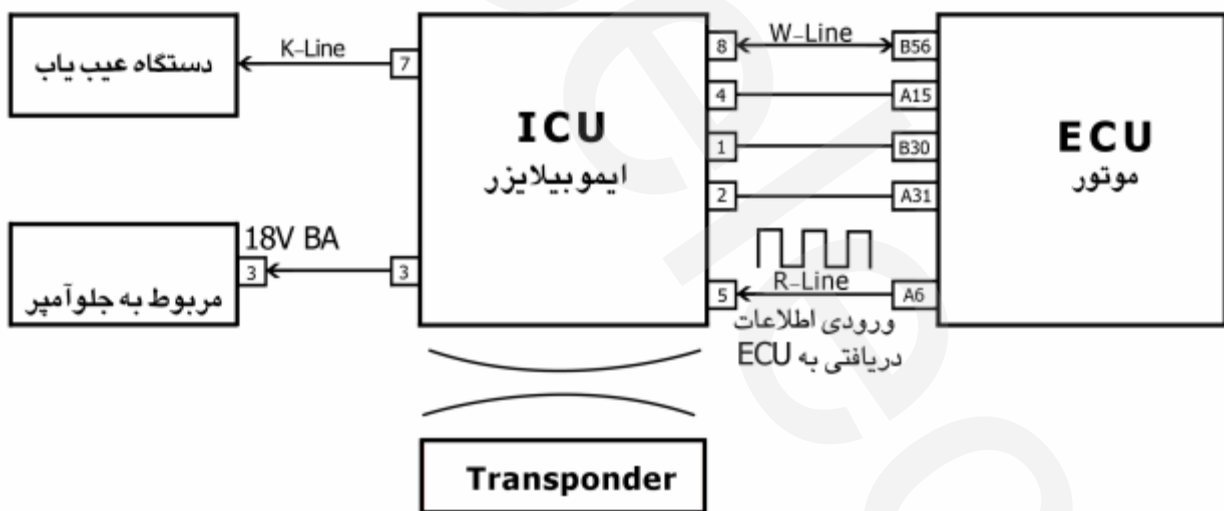 دستگاه عیب یاب
K-Line
7
ICU
ایموبیلایزر
8
W-Line
B56
4
A15
1
B30
2
A31
ECU
موتور
18V BA
3
3
مربوط به جلوآمپر
5
R-Line
A6
ورودی اطلاعات
دریافتی به ECU
Transponder